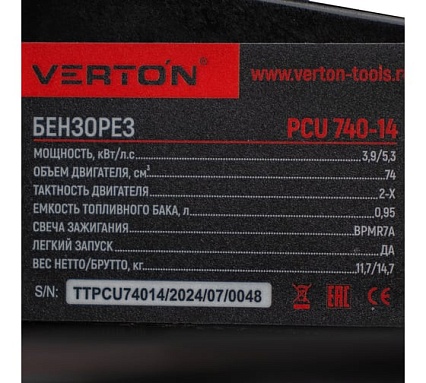 VERTON www.verton-tools.r
БЕНЗОРЕЗ PCU 740-14
МОЩНОСТЬ, кВт/л.с. 3,9/5,3
ОБЪЕМ ДВИГАТЕЛЯ, см³ 74
ТАКТНОСТЬ ДВИГАТЕЛЯ 2-Х
ЕМКОСТЬ ТОПЛИВНОГО БАКА, л 0,95
СВЕЧА ЗАЖИГАНИЯ BPMR7A
ЛЕГКИЙ ЗАПУСК ДА
ВЕС НЕТТО/БРУТТО, кг 11,7/14,7
S/N: TTPCU74014/2024/07/0048 EAC CE